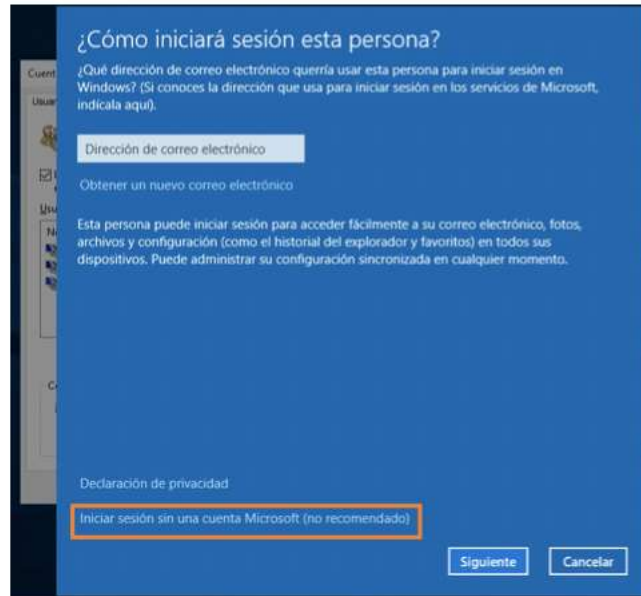 ¿Cómo iniciará sesión esta persona?
¿Qué dirección de correo electrónico querría usar esta persona para iniciar sesión en
Windows? (Si conoces la dirección que usa para iniciar sesión en los servicios de Microsoft,
indícala aquí).
Dirección de correo electrónico
Obtener un nuevo correo electrónico
Esta persona puede iniciar sesión para acceder fácilmente a su correo electrónico, fotos,
archivos y configuración (como el historial del explorador y favoritos) en todos sus
dispositivos. Puede administrar su configuración sincronizada en cualquier momento.
Declaración de privacidad
Iniciar sesión sin una cuenta Microsoft (no recomendado)
Siguiente Cancelar